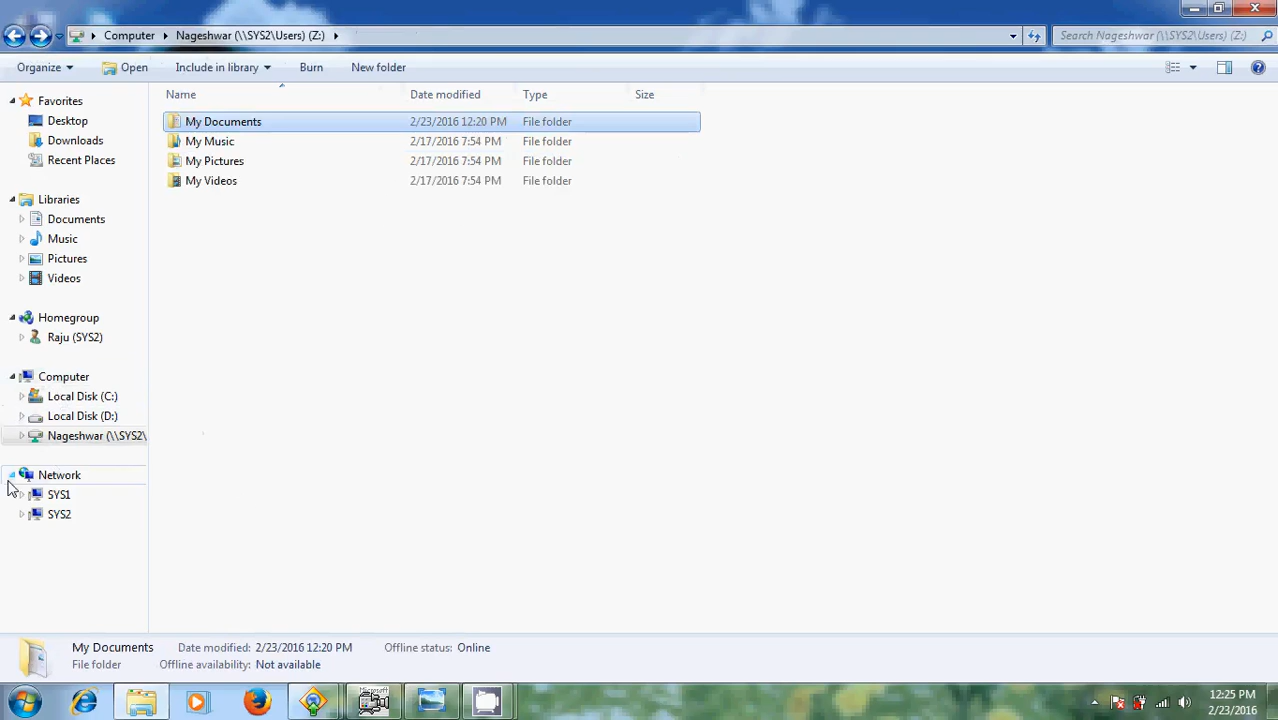 Computer Nageshwar (\\SYS2\Users) (Z:) Search Nageshwar (\\SYS2\Users) (Z:)
Organize Open Include in library Burn New folder
Favorites
Desktop
Downloads
Recent Places
Libraries
Documents
Music
Pictures
Videos
Homegroup
Raju (SYS2)
Computer
Local Disk (C:)
Local Disk (D:)
Nageshwar (\\SYS2\
Network
SYS1
SYS2
Name Date modified Type Size
My Documents 2/23/2016 12:20 PM File folder
My Music 2/17/2016 7:54 PM File folder
My Pictures 2/17/2016 7:54 PM File folder
My Videos 2/17/2016 7:54 PM File folder
My Documents Date modified: 2/23/2016 12:20 PM Offline status: Online
File folder Offline availability: Not available
12:25 PM
2/23/2016